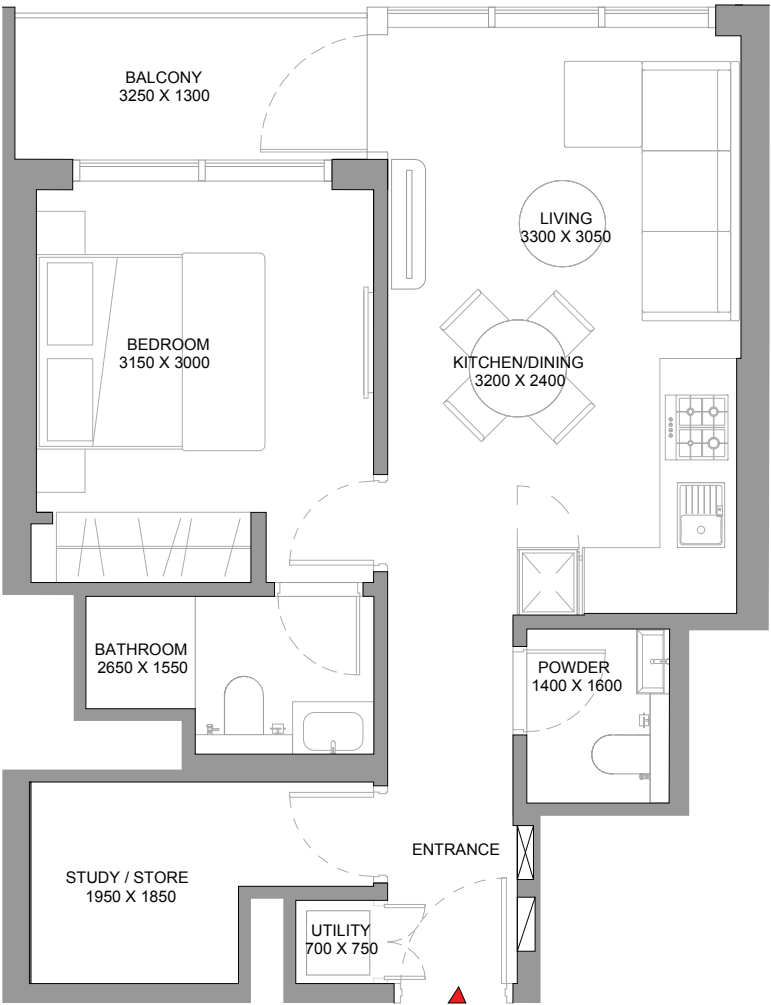 BALCONY
3250 X 1300
LIVING
3300 X 3050
BEDROOM
3150 X 3000
KITCHEN/DINING
3200 X 2400
BATHROOM
2650 X 1550
POWDER
1400 X 1600
ENTRANCE
STUDY / STORE
1950 X 1850
UTILITY
700 X 750